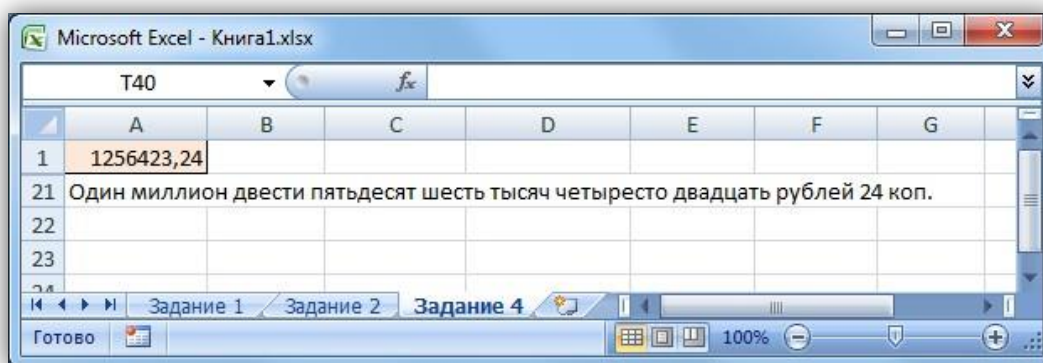 Microsoft Excel - Книга1.xlsx
T40 fx
A B C D E F G
1 1256423,24
21 Один миллион двести пятьдесят шесть тысяч четыресто двадцать рублей 24 коп.
22
23
24
Задание 1 Задание 2 Задание 4
Готово 100%